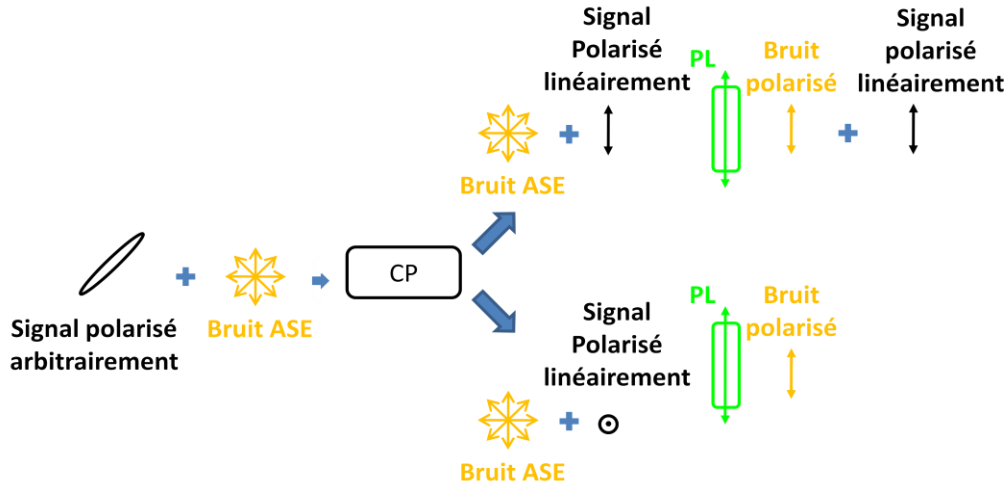 Signal
Polarisé
linéairement
PL
Bruit
polarisé
Signal
polarisé
linéairement
Bruit ASE
CP
Signal polarisé
arbitrairement
Bruit ASE
Signal
Polarisé
linéairement
PL
Bruit
polarisé
Bruit ASE